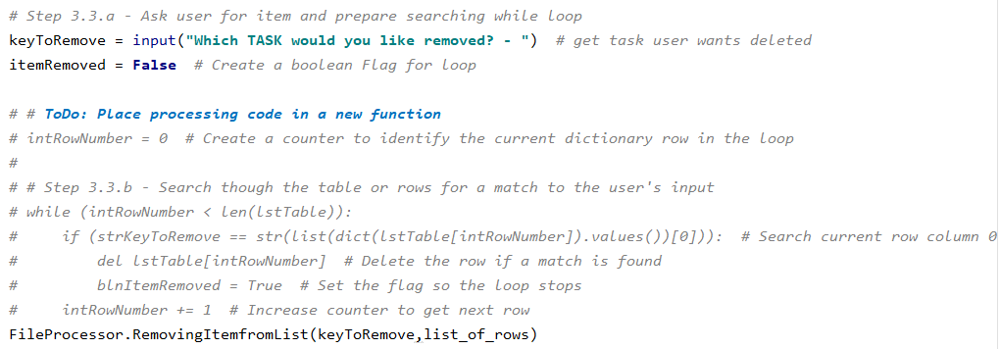 # Step 3.3.a - Ask user for item and prepare searching while loop
keyToRemove = input("Which TASK would you like removed? - ")  # get task user wants deleted
itemRemoved = False  # Create a boolean Flag for loop
# # ToDo: Place processing code in a new function
# intRowNumber = 0  # Create a counter to identify the current dictionary row in the loop
#
# # Step 3.3.b - Search though the table or rows for a match to the user's input
# while (intRowNumber < len(lstTable)):
#     if (strKeyToRemove == str(list(dict(lstTable[intRowNumber]).values())[0])):  # Search current row column 0
#         del lstTable[intRowNumber]  # Delete the row if a match is found
#         blnItemRemoved = True  # Set the flag so the loop stops
#     intRowNumber += 1  # Increase counter to get next row
FileProcessor.RemovingItemfromList(keyToRemove,list_of_rows)